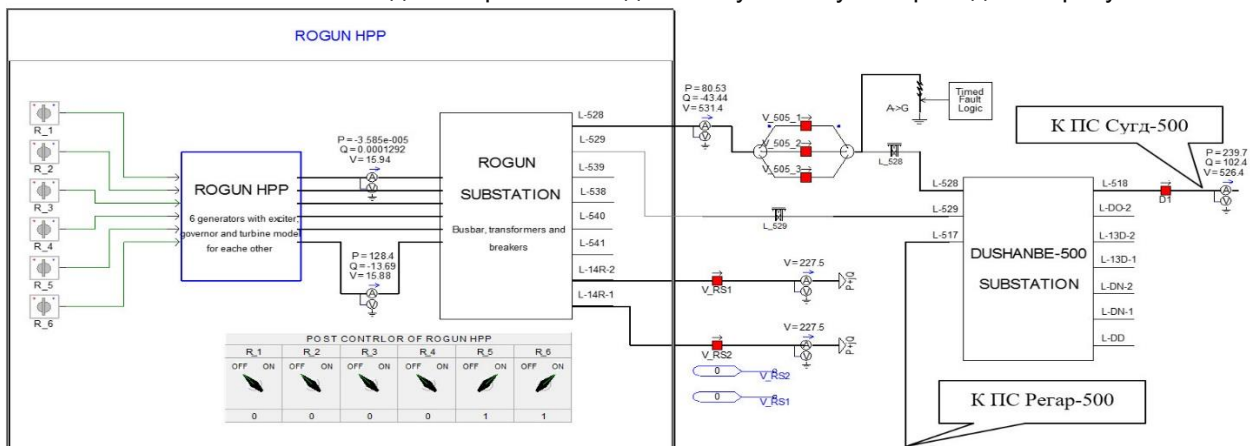 ROGUN HPP
R_1
R_2
R_3
R_4
R_5
R_6
ROGUN HPP
6 generators with exciter,
governor and turbine model
for eache other
P = -3.585e-005
Q = 0.0001292
V = 15.94
A
V
P = 128.4
Q = -13.69
V = 15.88
A
V
ROGUN
SUBSTATION
Busbar, transformers and
breakers
L-528
L-529
L-539
L-538
L-540
L-541
L-14R-2
L-14R-1
POST CONTRLOR OF ROGUN HPP
R_1 R_2 R_3 R_4 R_5 R_6
OFF ON OFF ON OFF ON OFF ON OFF ON OFF ON
0 0 0 0 1 1
P = 80.53
Q = -43.44
V = 531.4
A
V
V_505_1
V_505_2
V_505_3
A->G
Timed
Fault
Logic
L_528
L_529
V_RS1
V = 227.5
A
V
P+jQ
V_RS2
V = 227.5
A
V
P+jQ
0 V_RS2
0 V_RS1
L-528
L-529
L-517
DUSHANBE-500
SUBSTATION
L-518
L-DO-2
L-13D-2
L-13D-1
L-DN-2
L-DN-1
L-DD
D1
К ПС Сугд-500
P = 239.7
Q = 102.4
V = 526.4
A
V
К ПС Регар-500